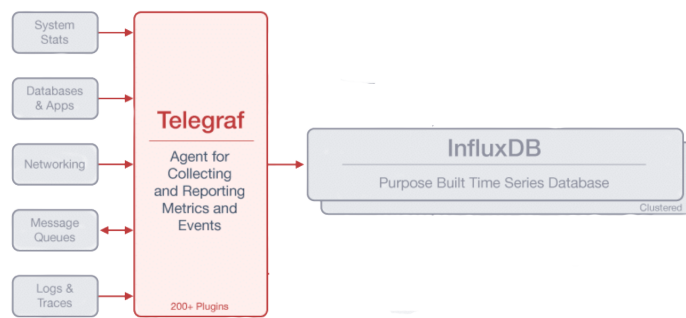 System
Stats
Databases
& Apps
Networking
Message
Queues
Logs &
Traces
Telegraf
Agent for
Collecting
and Reporting
Metrics and
Events
200+ Plugins
InfluxDB
Purpose Built Time Series Database
Clustered